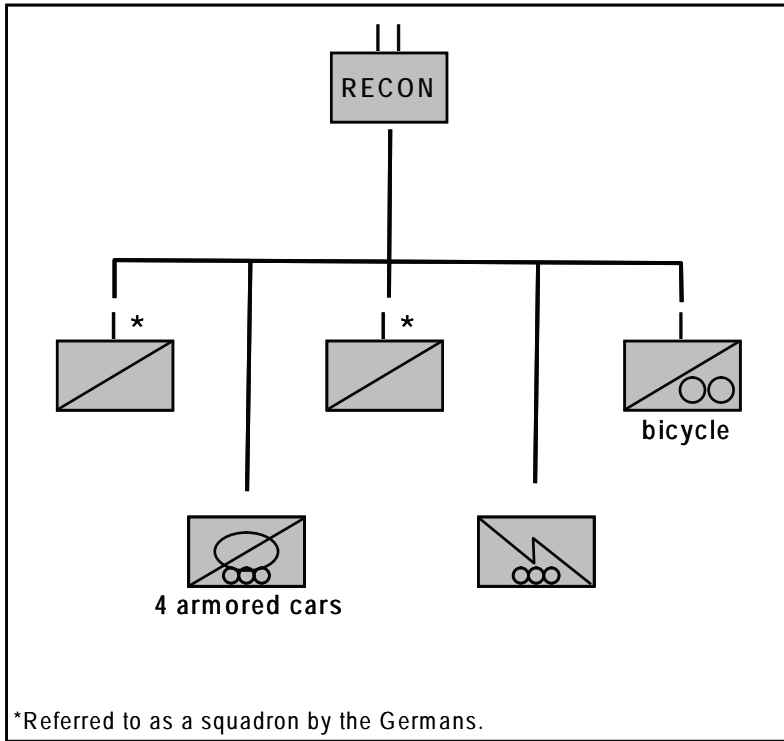 RECON
*
*
bicycle
4 armored cars
*Referred to as a squadron by the Germans.